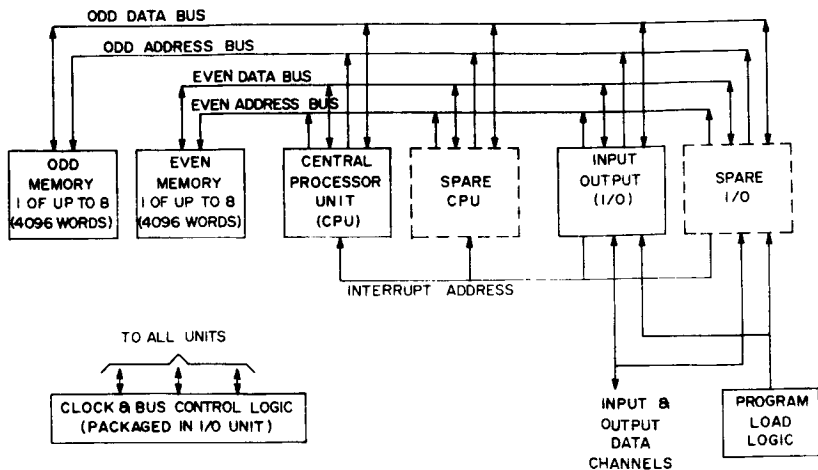 ODD DATA BUS
ODD ADDRESS BUS
EVEN DATA BUS
EVEN ADDRESS BUS
ODD
MEMORY
1 OF UP TO 8
(4096 WORDS)
EVEN
MEMORY
1 OF UP TO 8
(4096 WORDS)
CENTRAL
PROCESSOR
UNIT
(CPU)
SPARE
CPU
INPUT
OUTPUT
(I/O)
SPARE
I/O
INTERRUPT ADDRESS
TO ALL UNITS
CLOCK & BUS CONTROL LOGIC
(PACKAGED IN I/O UNIT)
INPUT &
OUTPUT
DATA
CHANNELS
PROGRAM
LOAD
LOGIC